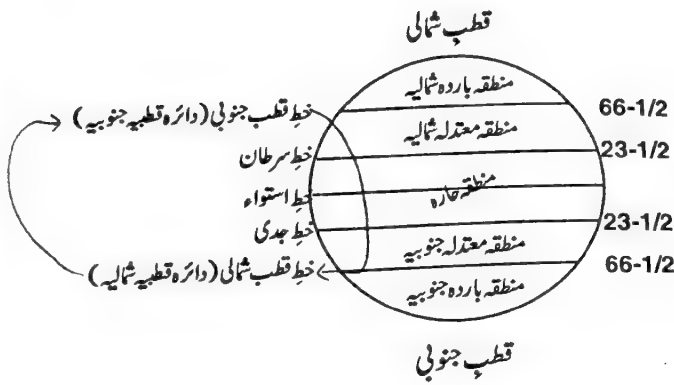 قطبِ شمالی
منطقہ باردہ شمالیہ
خطِ قطب جنوبی (دائرہ قطبیہ جنوبیہ)
66-1/2
منطقہ معتدلہ شمالیہ
خطِ سرطان
23-1/2
منطقہ حارہ
خطِ استواء
خطِ جدی
23-1/2
منطقہ معتدلہ جنوبیہ
خطِ قطب شمالی (دائرہ قطبیہ شمالیہ)
66-1/2
منطقہ باردہ جنوبیہ
قطبِ جنوبی